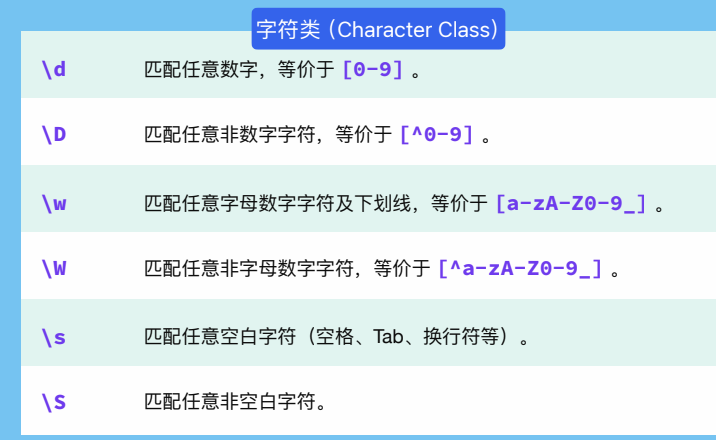 字符类（Character Class）
\d 匹配任意数字，等价于 [0-9] 。
\D 匹配任意非数字字符，等价于 [^0-9] 。
\w 匹配任意字母数字字符及下划线，等价于 [a-zA-Z0-9_] 。
\W 匹配任意非字母数字字符，等价于 [^a-zA-Z0-9_] 。
\s 匹配任意空白字符（空格、Tab、换行符等）。
\S 匹配任意非空白字符。